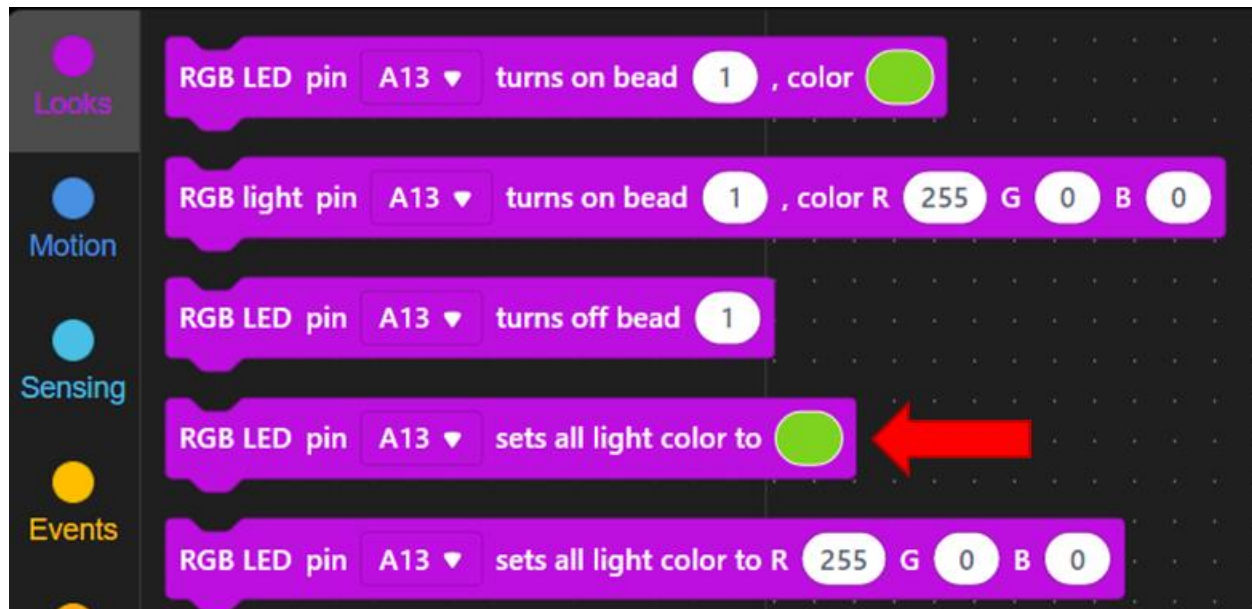 Looks
Motion
Sensing
Events
RGB LED pin A13 turns on bead 1 , color
RGB light pin A13 turns on bead 1 , color R 255 G 0 B 0
RGB LED pin A13 turns off bead 1
RGB LED pin A13 sets all light color to
RGB LED pin A13 sets all light color to R 255 G 0 B 0